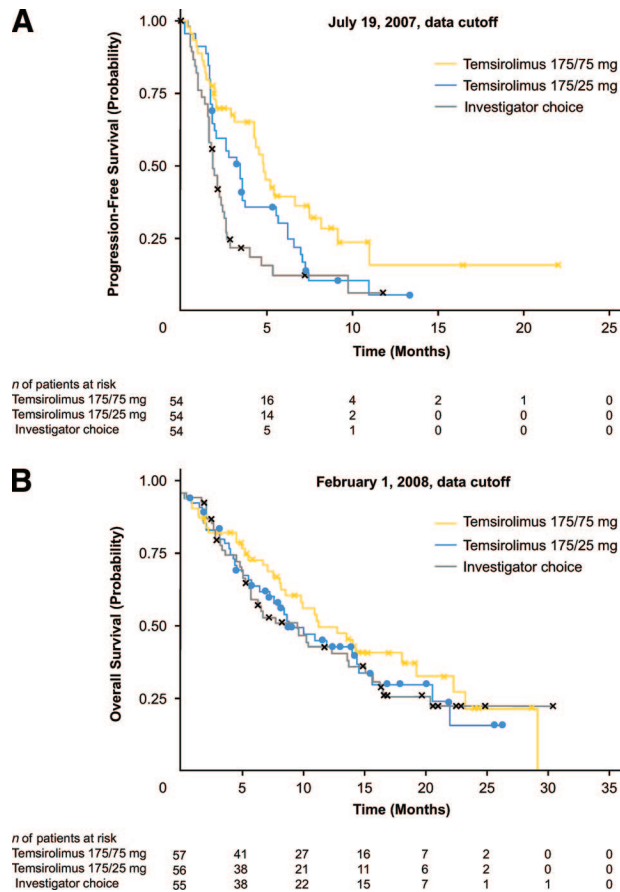 A
July 19, 2007, data cutoff
Progression-Free Survival (Probability)
1.00
0.75
0.50
0.25
Temsirolimus 175/75 mg
Temsirolimus 175/25 mg
Investigator choice
0 5 10 15 20 25
Time (Months)
n of patients at risk
Temsirolimus 175/75 mg 54 16 4 2 1 0
Temsirolimus 175/25 mg 54 14 2 0 0 0
Investigator choice 54 5 1 0 0 0
B
February 1, 2008, data cutoff
Overall Survival (Probability)
1.00
0.75
0.50
0.25
Temsirolimus 175/75 mg
Temsirolimus 175/25 mg
Investigator choice
0 5 10 15 20 25 30 35
Time (Months)
n of patients at risk
Temsirolimus 175/75 mg 57 41 27 16 7 2 0 0
Temsirolimus 175/25 mg 56 38 21 11 6 2 0 0
Investigator choice 55 38 22 15 7 1 1 0